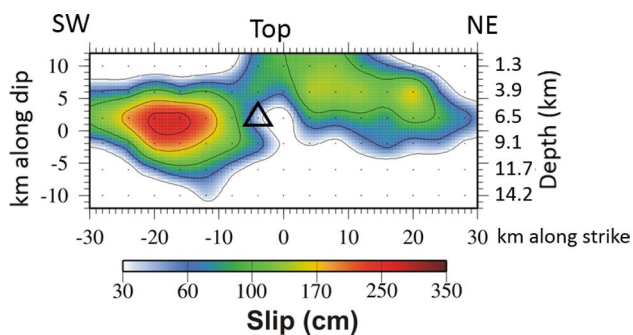 SW Top NE
10 1.3
5 3.9
0 6.5
-5 9.1
-10 11.7
14.2
km along dip
Depth (km)
-30 -20 -10 0 10 20 30 km along strike
30 60 100 170 250 350
Slip (cm)